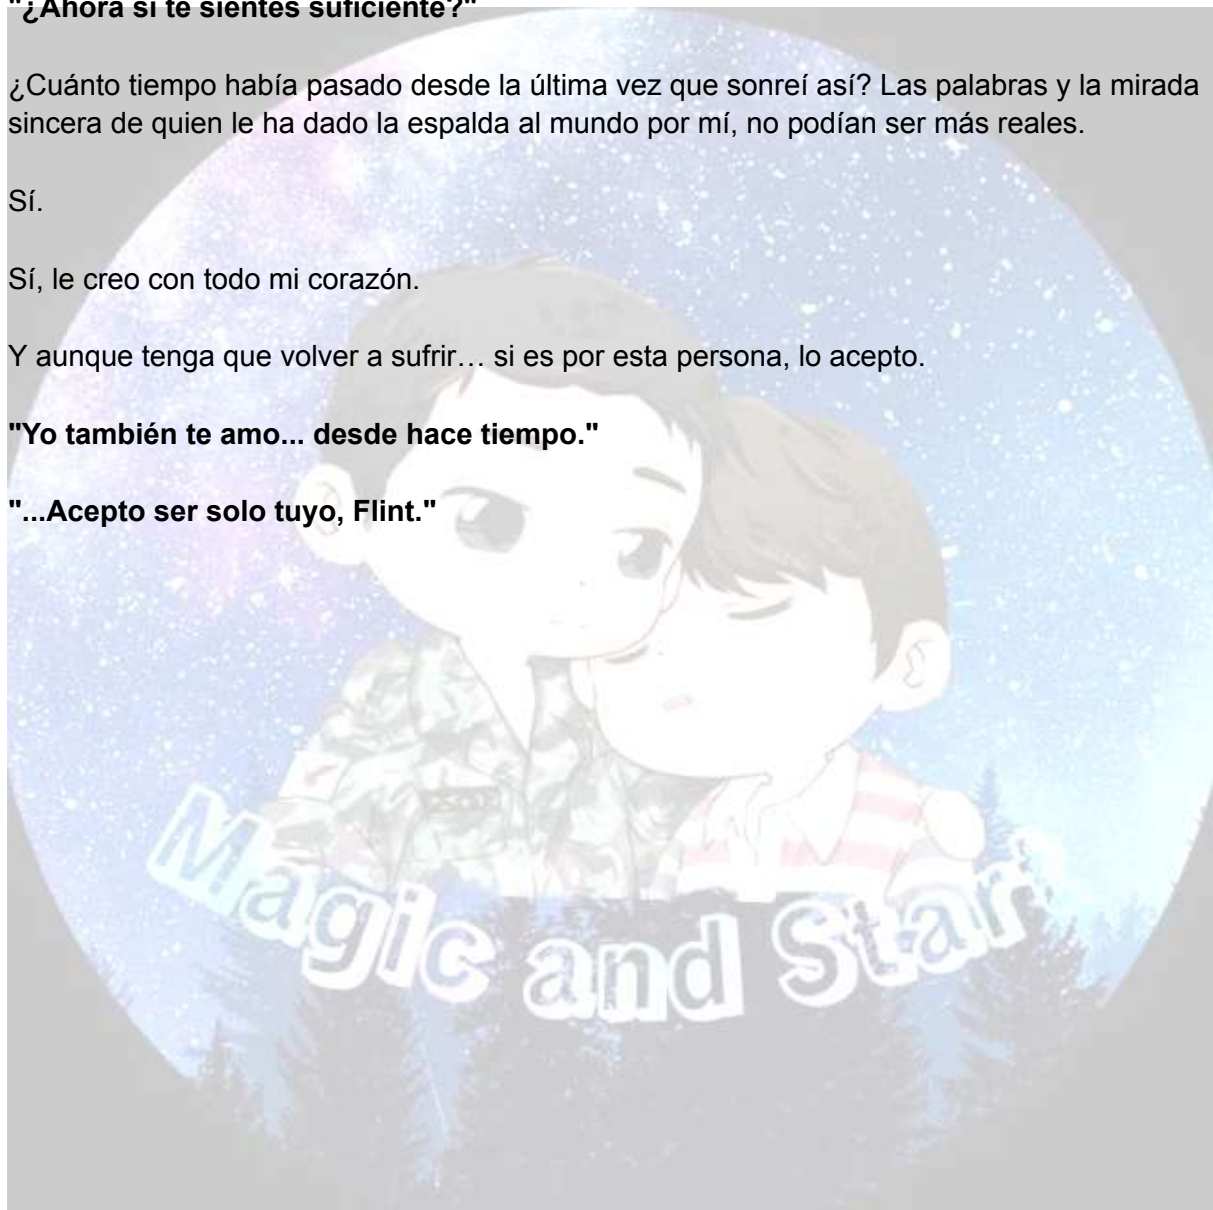 "¿Ahora si te sientes suficiente?"
¿Cuánto tiempo había pasado desde la última vez que sonreí así? Las palabras y la mirada
sincera de quien le ha dado la espalda al mundo por mí, no podían ser más reales.
Sí.
Sí, le creo con todo mi corazón.
Y aunque tenga que volver a sufrir… si es por esta persona, lo acepto.
"Yo también te amo... desde hace tiempo."
"...Acepto ser solo tuyo, Flint."
Magic and Star